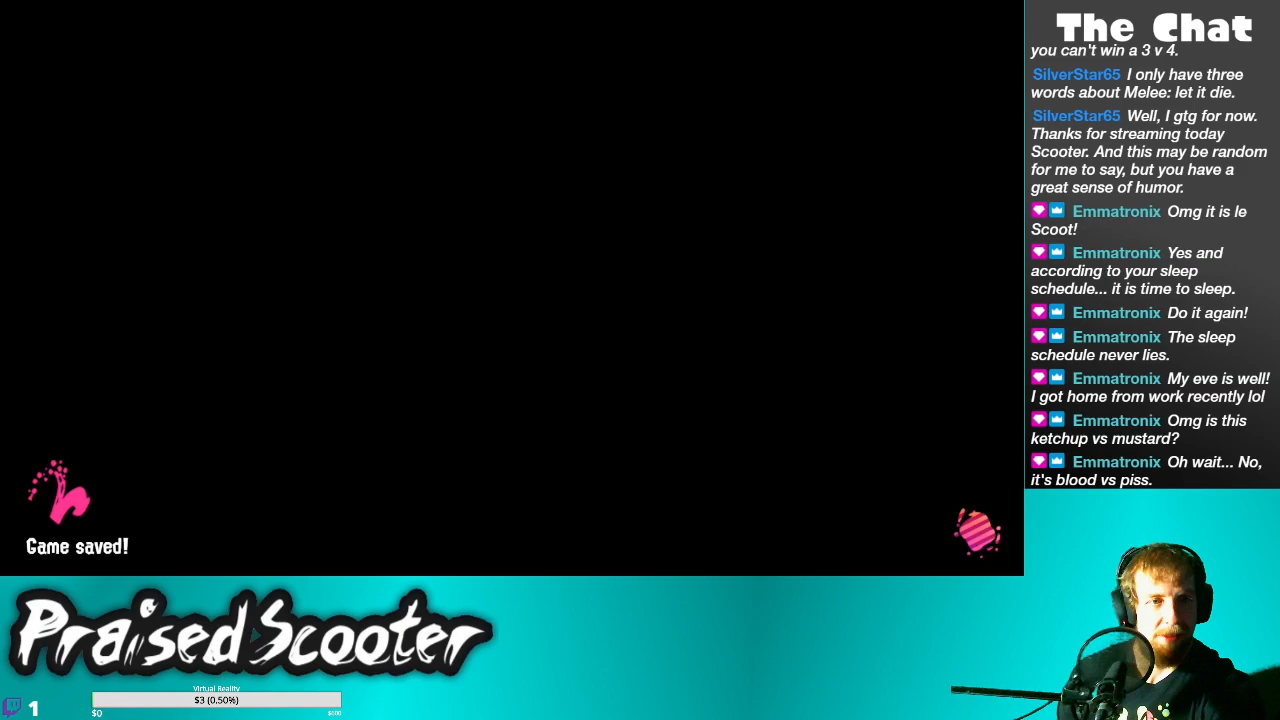 The Chat
you can't win a 3 v 4.
SilverStar65 I only have three
words about Melee: let it die.
SilverStar65 Well, I gtg for now.
Thanks for streaming today
Scooter. And this may be random
for me to say, but you have a
great sense of humor.
Emmatronix Omg it is le
Scoot!
Emmatronix Yes and
according to your sleep
schedule... it is time to sleep.
Emmatronix Do it again!
Emmatronix The sleep
schedule never lies.
Emmatronix My eve is well!
I got home from work recently lol
Emmatronix Omg is this
ketchup vs mustard?
Emmatronix Oh wait... No,
it's blood vs piss.
Game saved!
PraisedScooter
Virtual Reality
$3 (0.50%)
$0
$600
1